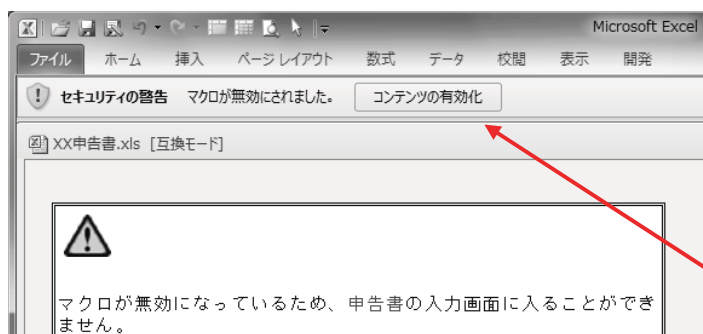 Microsoft Excel
ファイル ホーム 挿入 ページ レイアウト 数式 データ 校閲 表示 開発
セキュリティの警告 マクロが無効にされました。 コンテンツの有効化
XX申告書.xls [互換モード]
マクロが無効になっているため、申告書の入力画面に入ることができ
ません。